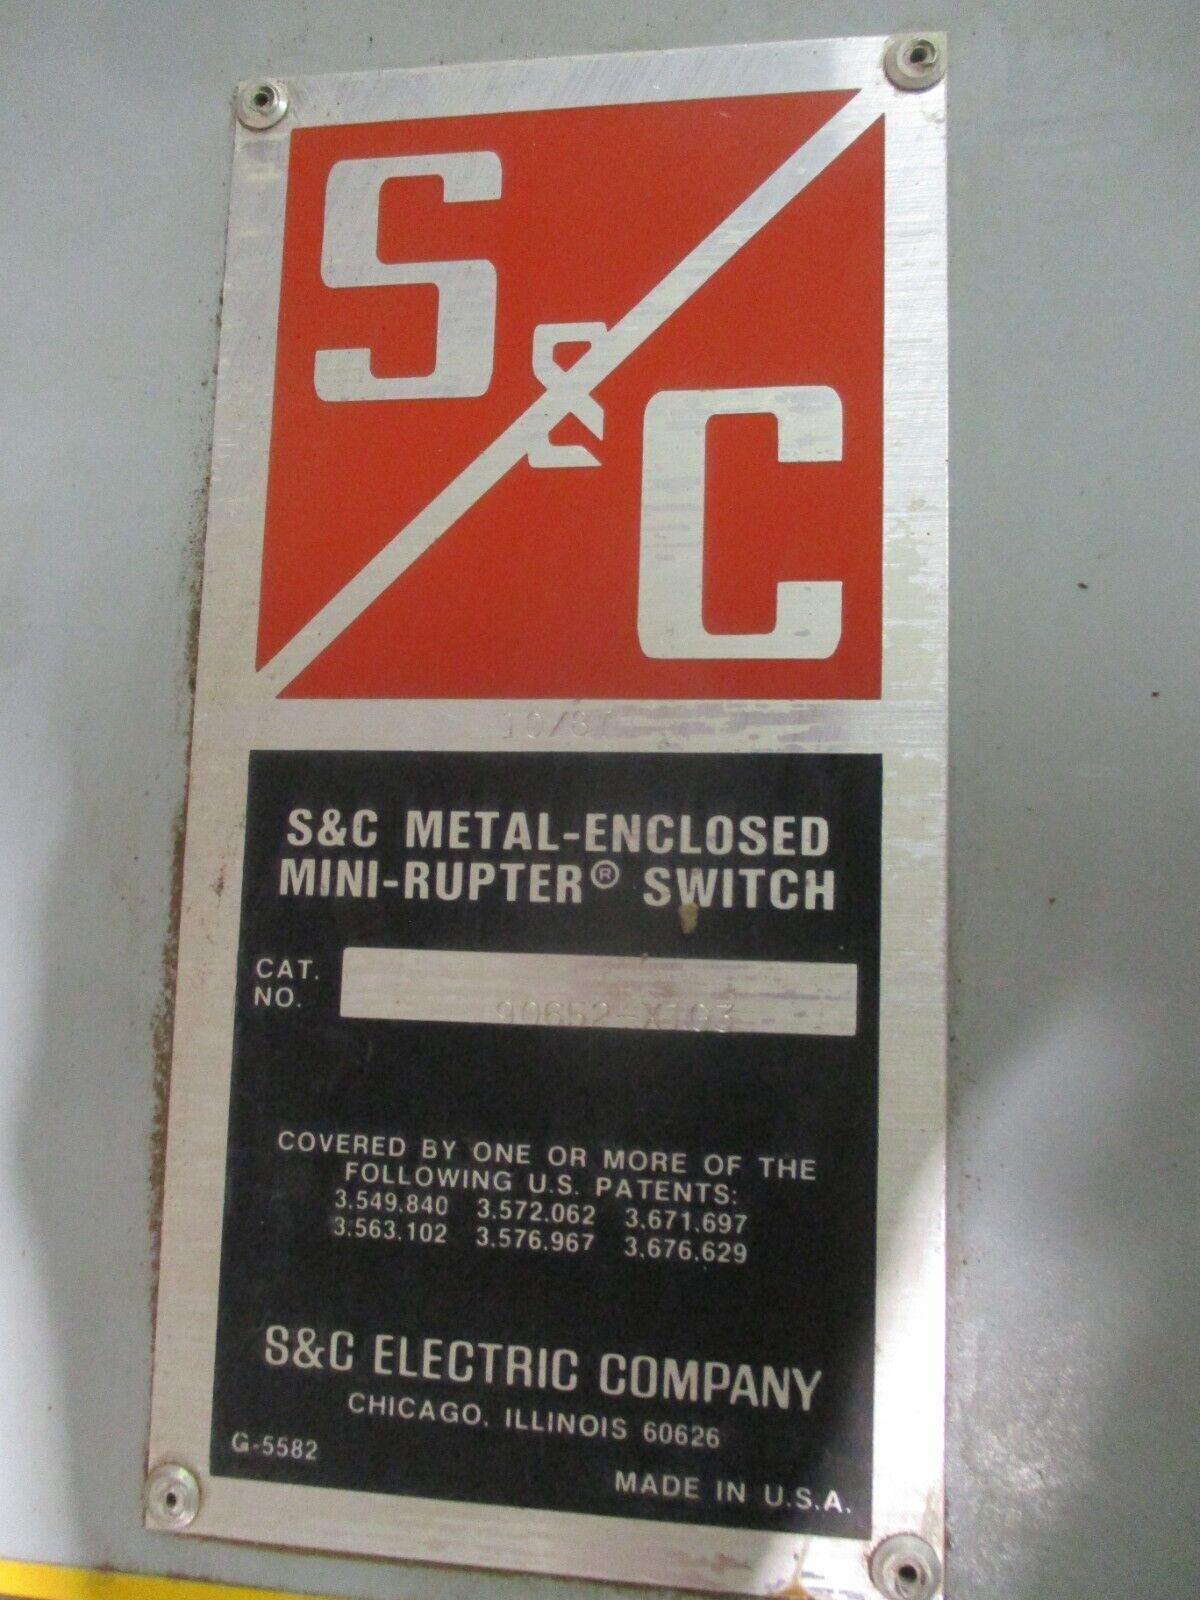 S&C
10/87
S&C METAL-ENCLOSED
MINI-RUPTER® SWITCH
CAT.
NO.
COVERED BY ONE OR MORE OF THE
FOLLOWING U.S. PATENTS:
3.549.840 3.572.062 3.671.697
3.563.102 3.576.967 3.676.629
S&C ELECTRIC COMPANY
CHICAGO. ILLINOIS 60626
G-5582
MADE IN U.S.A.